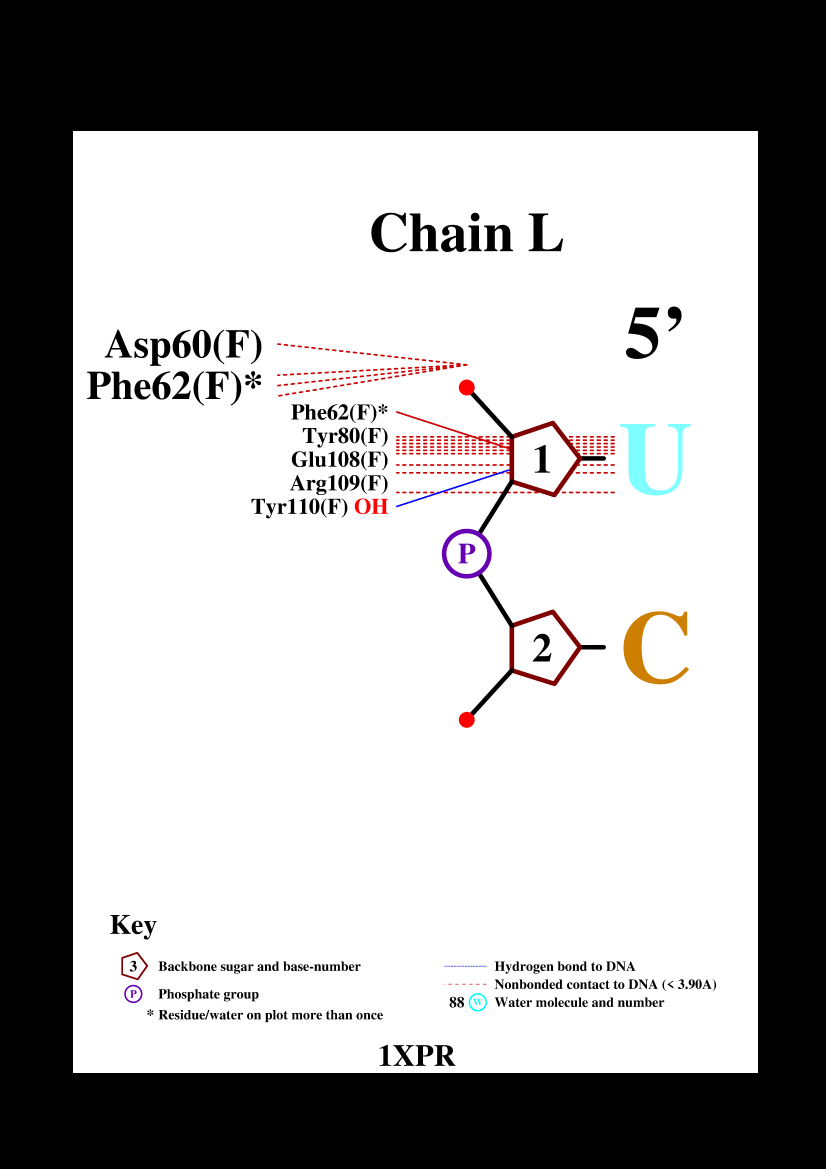 Chain L
5’
Asp60(F)
Phe62(F)*
Phe62(F)*
Tyr80(F)
Glu108(F)
Arg109(F)
Tyr110(F) OH
1
U
P
2
C
Key
3 Backbone sugar and base-number
P Phosphate group
* Residue/water on plot more than once
Hydrogen bond to DNA
Nonbonded contact to DNA (< 3.90A)
88 W Water molecule and number
1XPR